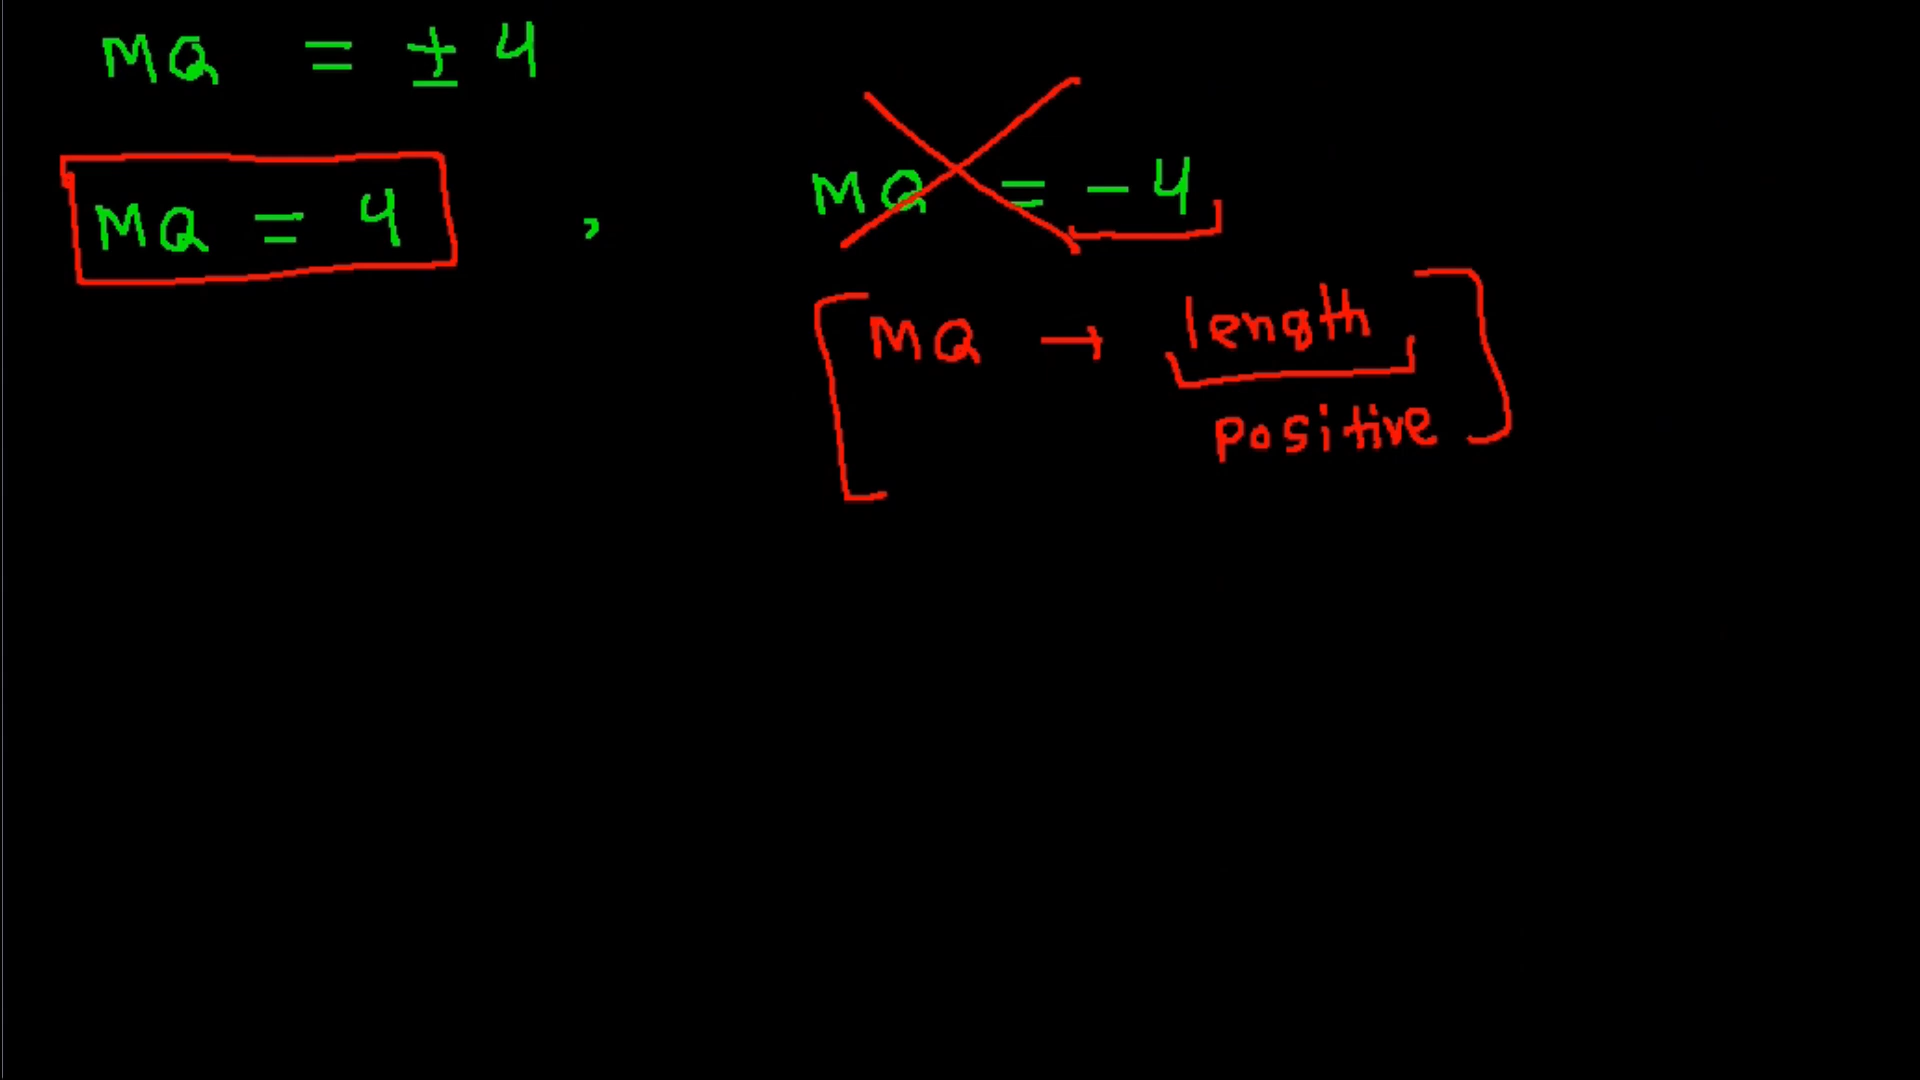 MQ = ± 4
MQ = 4 , MQ = - 4
MQ → length
positive